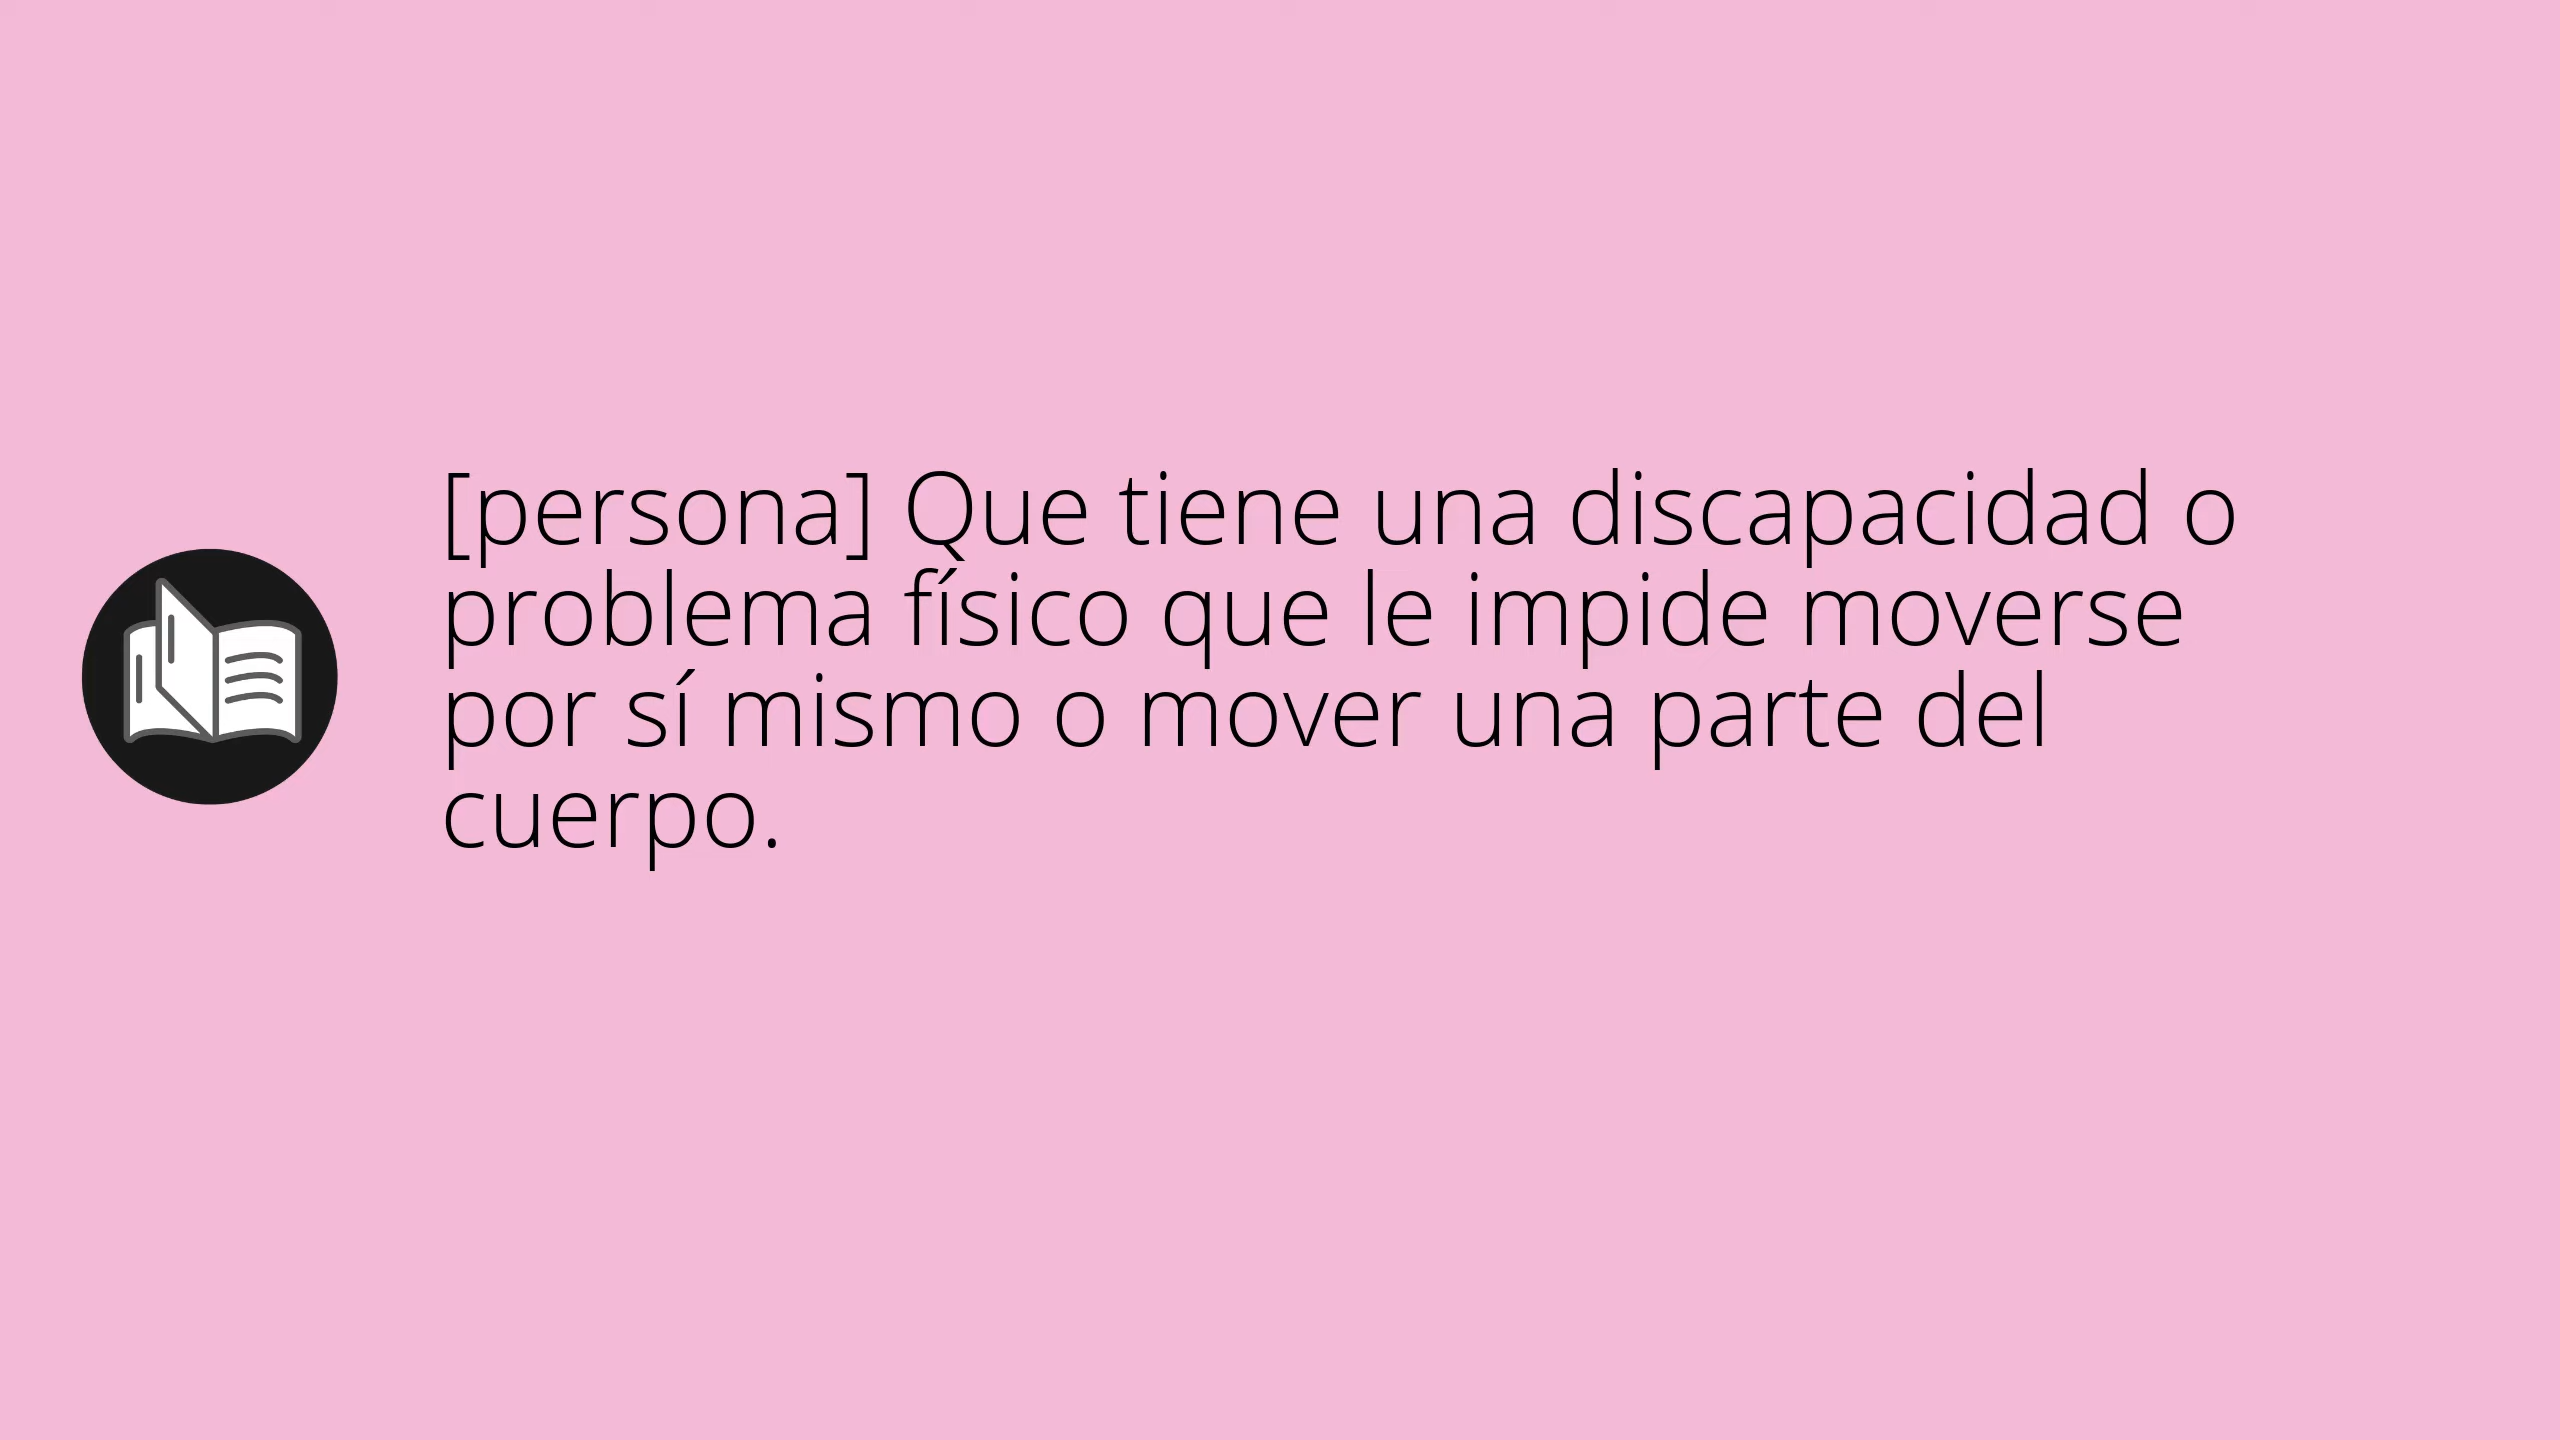 [persona] Que tiene una discapacidad o
problema físico que le impide moverse
por sí mismo o mover una parte del
cuerpo.